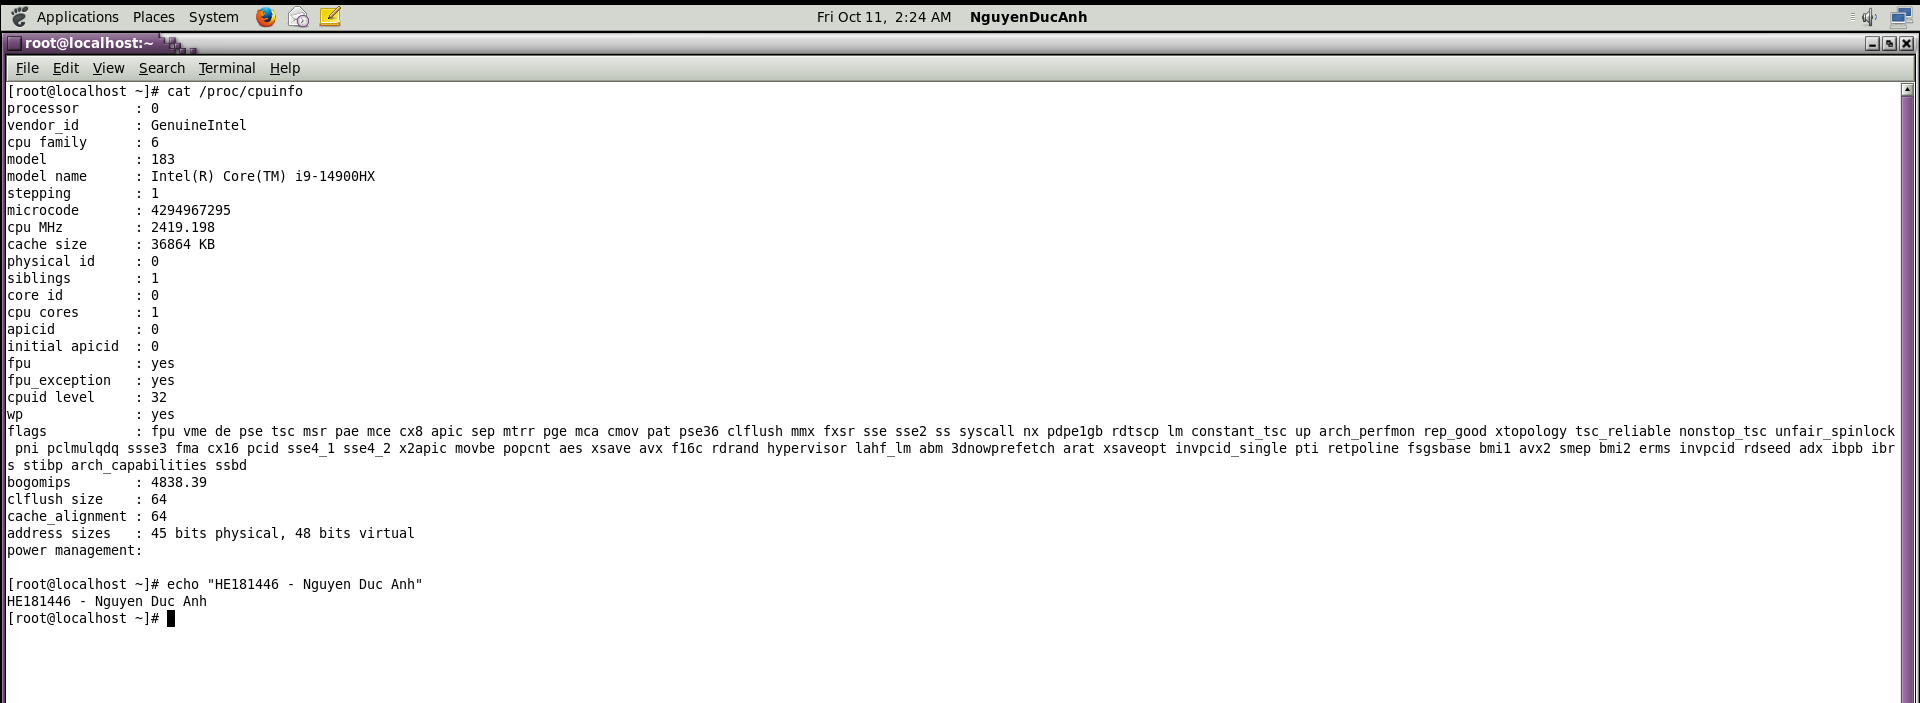 Applications Places System Fri Oct 11, 2:24 AM NguyenDucAnh
root@localhost:~
File Edit View Search Terminal Help
[root@localhost ~]# cat /proc/cpuinfo
processor : 0
vendor_id : GenuineIntel
cpu family : 6
model : 183
model name : Intel(R) Core(TM) i9-14900HX
stepping : 1
microcode : 4294967295
cpu MHz : 2419.198
cache size : 36864 KB
physical id : 0
siblings : 1
core id : 0
cpu cores : 1
apicid : 0
initial apicid : 0
fpu : yes
fpu_exception : yes
cpuid level : 32
wp : yes
flags : fpu vme de pse tsc msr pae mce cx8 apic sep mtrr pge mca cmov pat pse36 clflush mmx fxsr sse sse2 ss syscall nx pdpe1gb rdtscp lm constant_tsc up arch_perfmon rep_good xtopology tsc_reliable nonstop_tsc unfair_spinlock
pni pclmulqdq ssse3 fma cx16 pcid sse4_1 sse4_2 x2apic movbe popcnt aes xsave avx f16c rdrand hypervisor lahf_lm abm 3dnowprefetch arat xsaveopt invpcid_single pti retpoline fsgsbase bmi1 avx2 smep bmi2 erms invpcid rdseed adx ibpb ibr
s stibp arch_capabilities ssbd
bogomips : 4838.39
clflush size : 64
cache_alignment : 64
address sizes : 45 bits physical, 48 bits virtual
power management:
[root@localhost ~]# echo "HE181446 - Nguyen Duc Anh"
HE181446 - Nguyen Duc Anh
[root@localhost ~]#